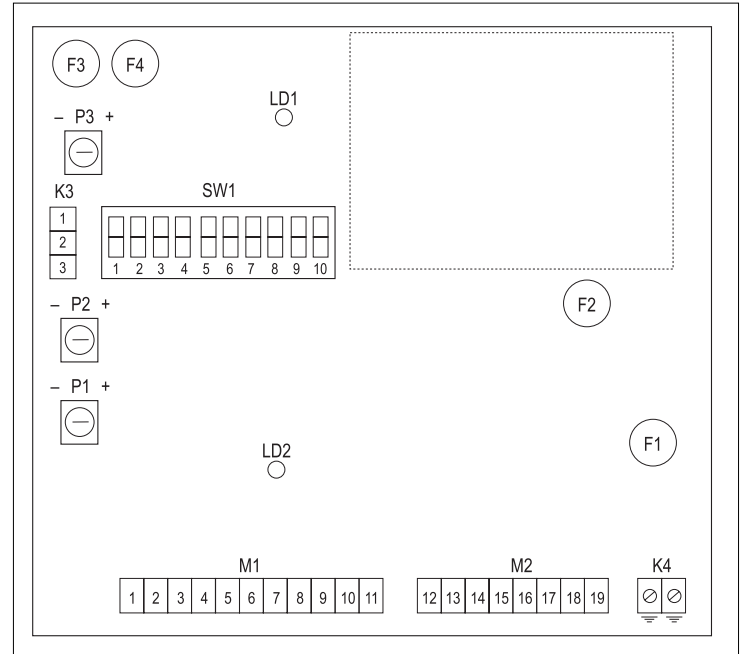 F3 F4
LD1
– P3 +
K3 SW1
1
2
3
1 2 3 4 5 6 7 8 9 10
– P2 +
F2
– P1 +
F1
LD2
M1 M2 K4
1 2 3 4 5 6 7 8 9 10 11 12 13 14 15 16 17 18 19